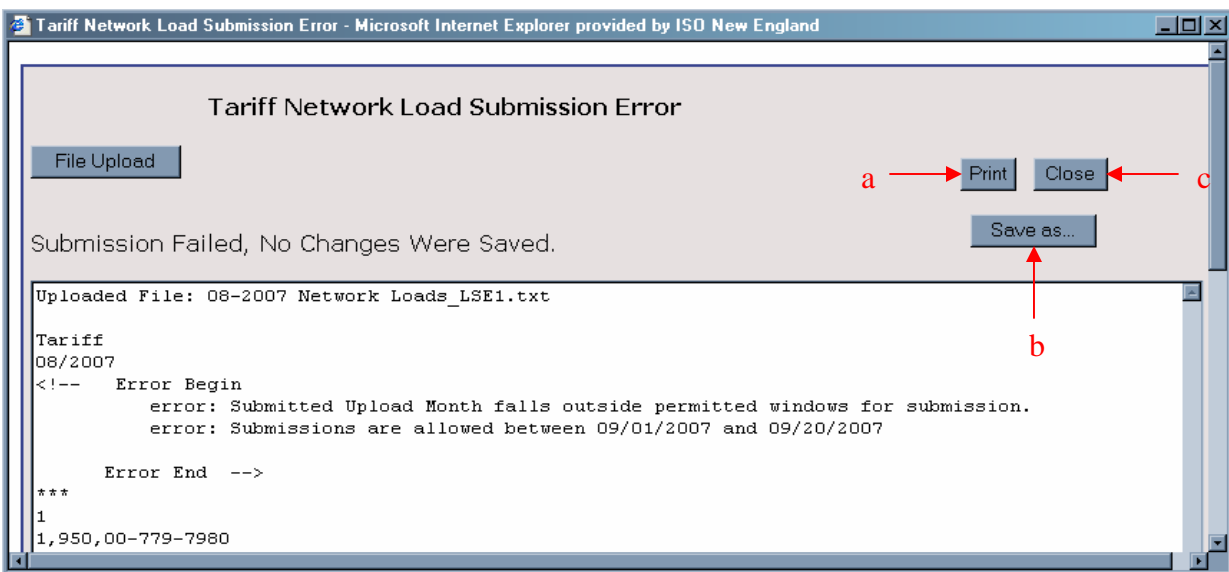 Tariff Network Load Submission Error - Microsoft Internet Explorer provided by ISO New England
Tariff Network Load Submission Error
File Upload
a
Print
Close
c
Save as...
Submission Failed, No Changes Were Saved.
b
Uploaded File: 08-2007 Network Loads_LSE1.txt
Tariff
08/2007
<!--   Error Begin
error: Submitted Upload Month falls outside permitted windows for submission.
error: Submissions are allowed between 09/01/2007 and 09/20/2007
Error End  -->
***
1
1,950,00-779-7980